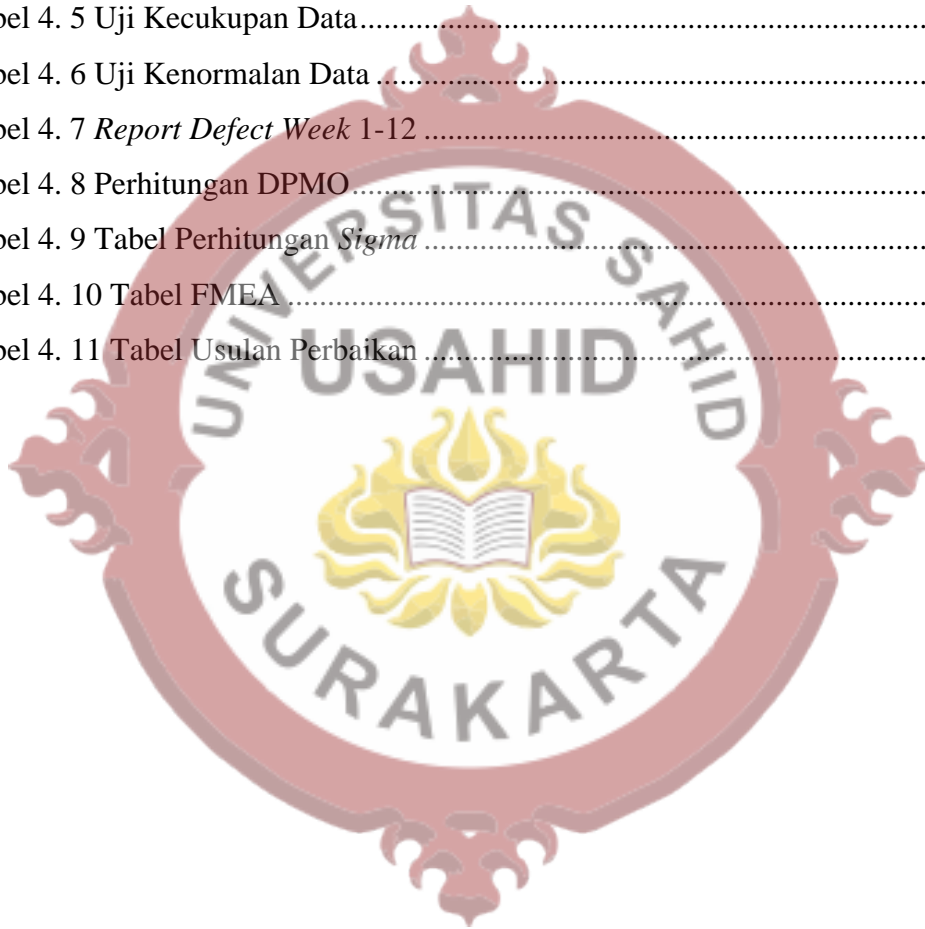 bel 4. 5 Uji Kecukupan Data
bel 4. 6 Uji Kenormalan Data
bel 4. 7 Report Defect Week 1-12
bel 4. 8 Perhitungan DPMO
bel 4. 9 Tabel Perhitungan Sigma
bel 4. 10 Tabel FMEA
bel 4. 11 Tabel Usulan Perbaikan
UNIVERSITAS SAHID
USAHID
SURAKARTA